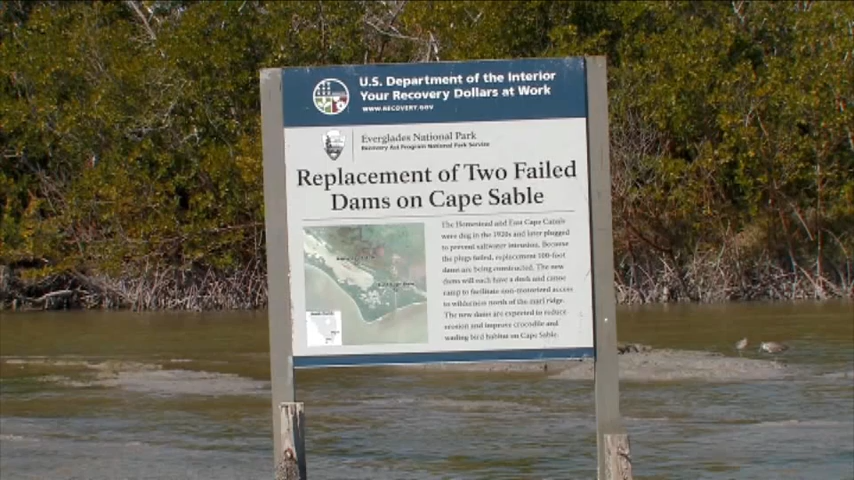 U.S. Department of the Interior
Your Recovery Dollars at Work
WWW.RECOVERY.GOV
Everglades National Park
Recovery Act Program National Park Service
Replacement of Two Failed
Dams on Cape Sable
The Homestead and East Cape Canals
were dug in the 1920s and later plugged
to prevent saltwater intrusion. Because
the plugs failed, replacement 100-foot
dams are being constructed. The new
dams will each have a dock and canoe
ramp to facilitate non-motorized access
to wilderness north of the marl ridge.
The new dams are expected to reduce
erosion and improve crocodile and
wading bird habitat on Cape Sable.